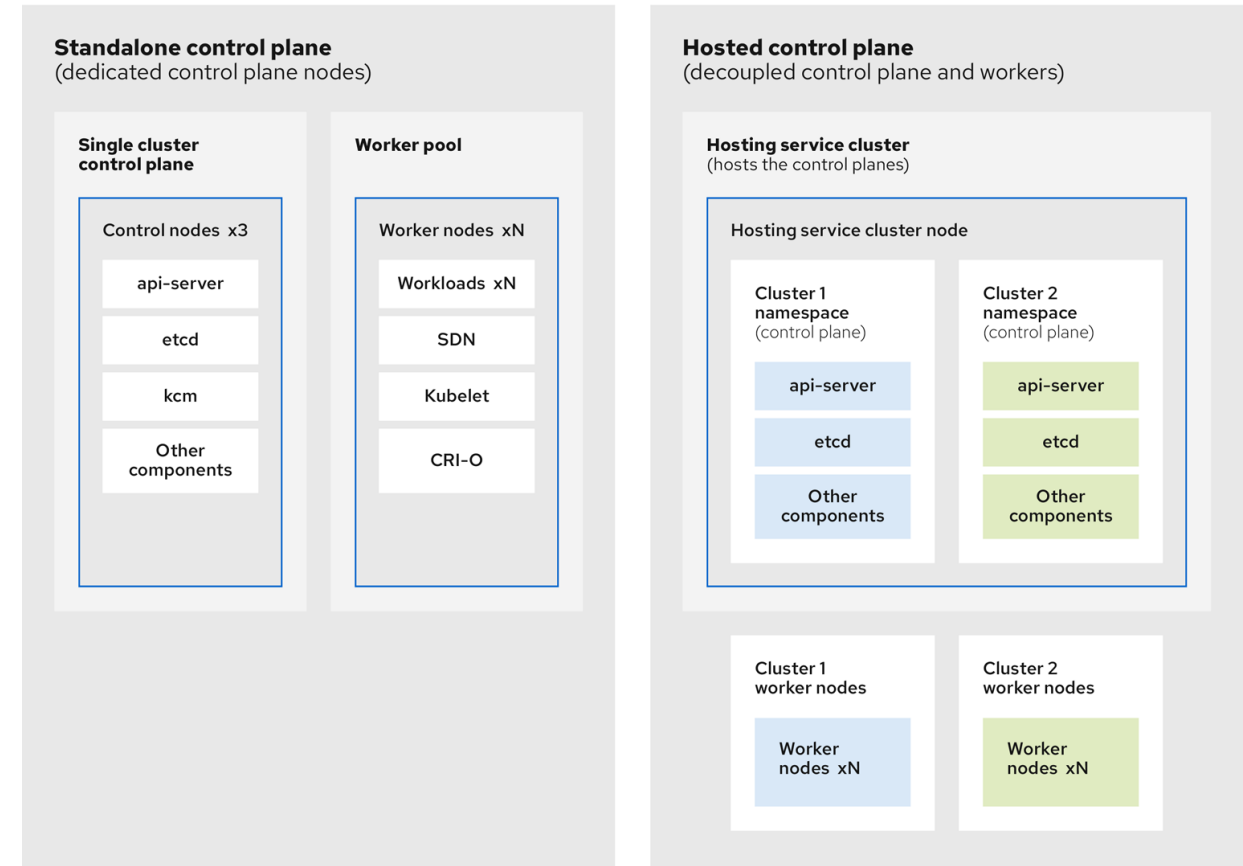 Standalone control plane
(dedicated control plane nodes)
Single cluster
control plane
Control nodes x3
api-server
etcd
kcm
Other
components
Worker pool
Worker nodes xN
Workloads xN
SDN
Kubelet
CRI-O
Hosted control plane
(decoupled control plane and workers)
Hosting service cluster
(hosts the control planes)
Hosting service cluster node
Cluster 1
namespace
(control plane)
api-server
etcd
Other
components
Cluster 2
namespace
(control plane)
api-server
etcd
Other
components
Cluster 1
worker nodes
Worker
nodes xN
Cluster 2
worker nodes
Worker
nodes xN